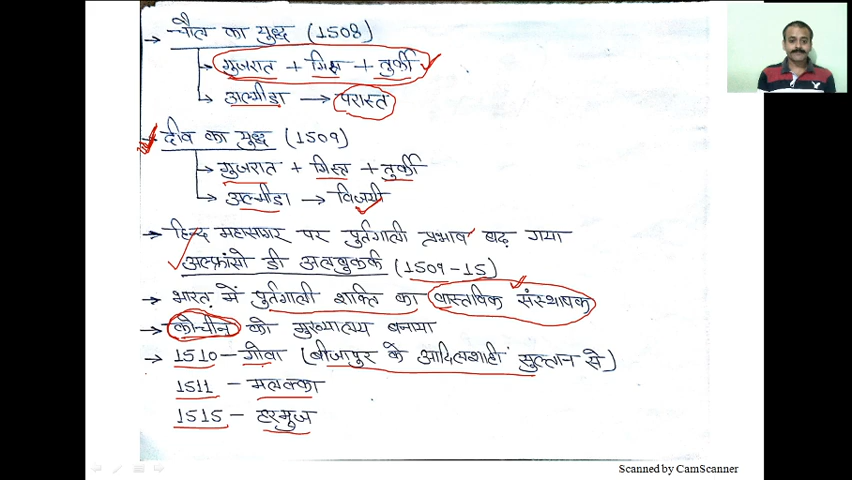 → चौल का युद्ध (1508)
→ गुजरात + मिस्र + तुर्की
→ अल्मीडा → परास्त
→ दीव का युद्ध (1509)
→ गुजरात + मिस्र + तुर्की
→ अल्मीडा → विजयी
→ हिन्द महासागर पर पुर्तगाली प्रभाव बढ़ गया
अल्फांसो डी अलबुकर्क (1509-15)
→ भारत में पुर्तगाली शक्ति का वास्तविक संस्थापक
→ कोचीन को मुख्यालय बनाया
→ 1510 - गोवा (बीजापुर के आदिलशाही सुल्तान से)
1511 - मलक्का
1515 - हरमुज
Scanned by CamScanner